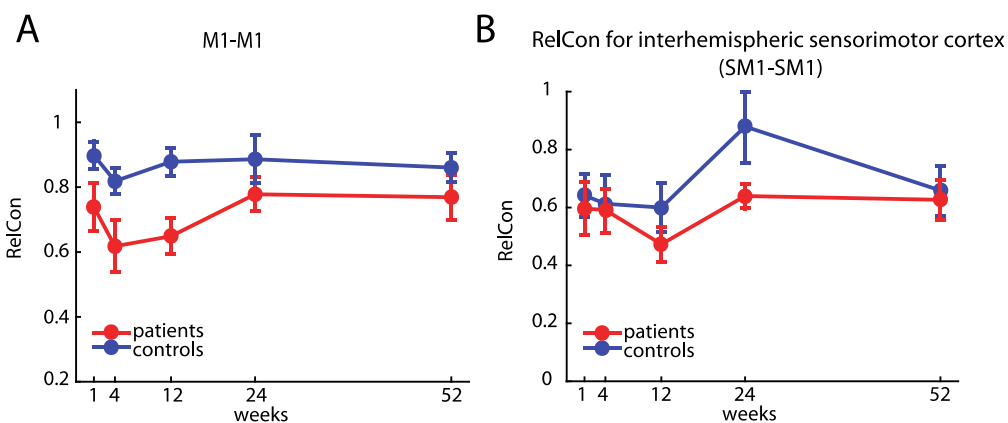 A
M1-M1
RelCon
1
0.8
0.6
0.4
0.2
patients
controls
1 4 12 24 52
weeks
B
RelCon for interhemispheric sensorimotor cortex
(SM1-SM1)
RelCon
1
0.8
0.6
0.4
0.2
0
patients
controls
1 4 12 24 52
weeks